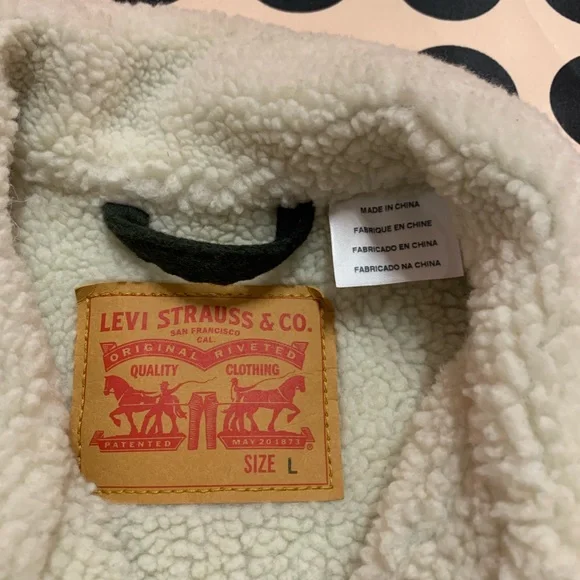 MADE IN CHINA
FABRIQUE EN CHINE
FABRICADO EN CHINA
FABRICADO NA CHINA
LEVI STRAUSS & CO.
SAN FRANCISCO
CAL.
ORIGINAL RIVETED
QUALITY CLOTHING
PATENTED MAY 20 1873
SIZE L